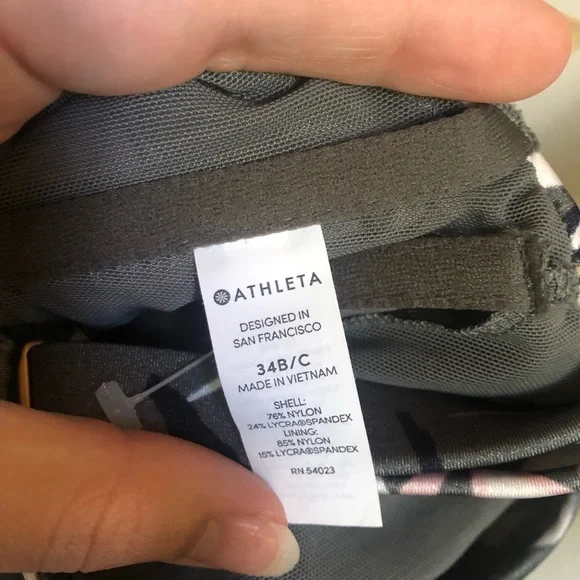 ATHLETA
DESIGNED IN
SAN FRANCISCO
34B/C
MADE IN VIETNAM
SHELL:
76% NYLON
24% LYCRA®SPANDEX
LINING:
85% NYLON
15% LYCRA®SPANDEX
RN 54023